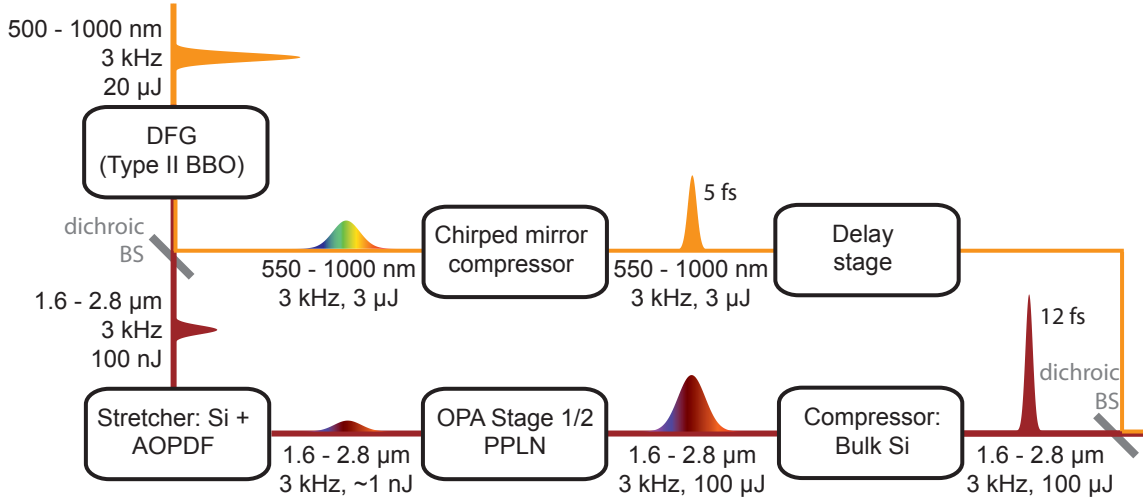 500 - 1000 nm
3 kHz
20 µJ
DFG
(Type II BBO)
dichroic
BS
550 - 1000 nm
3 kHz, 3 µJ
Chirped mirror
compressor
5 fs
550 - 1000 nm
3 kHz, 3 µJ
Delay
stage
1.6 - 2.8 µm
3 kHz
100 nJ
Stretcher: Si +
AOPDF
1.6 - 2.8 µm
3 kHz, ~1 nJ
OPA Stage 1/2
PPLN
1.6 - 2.8 µm
3 kHz, 100 µJ
Compressor:
Bulk Si
12 fs
dichroic
BS
1.6 - 2.8 µm
3 kHz, 100 µJ